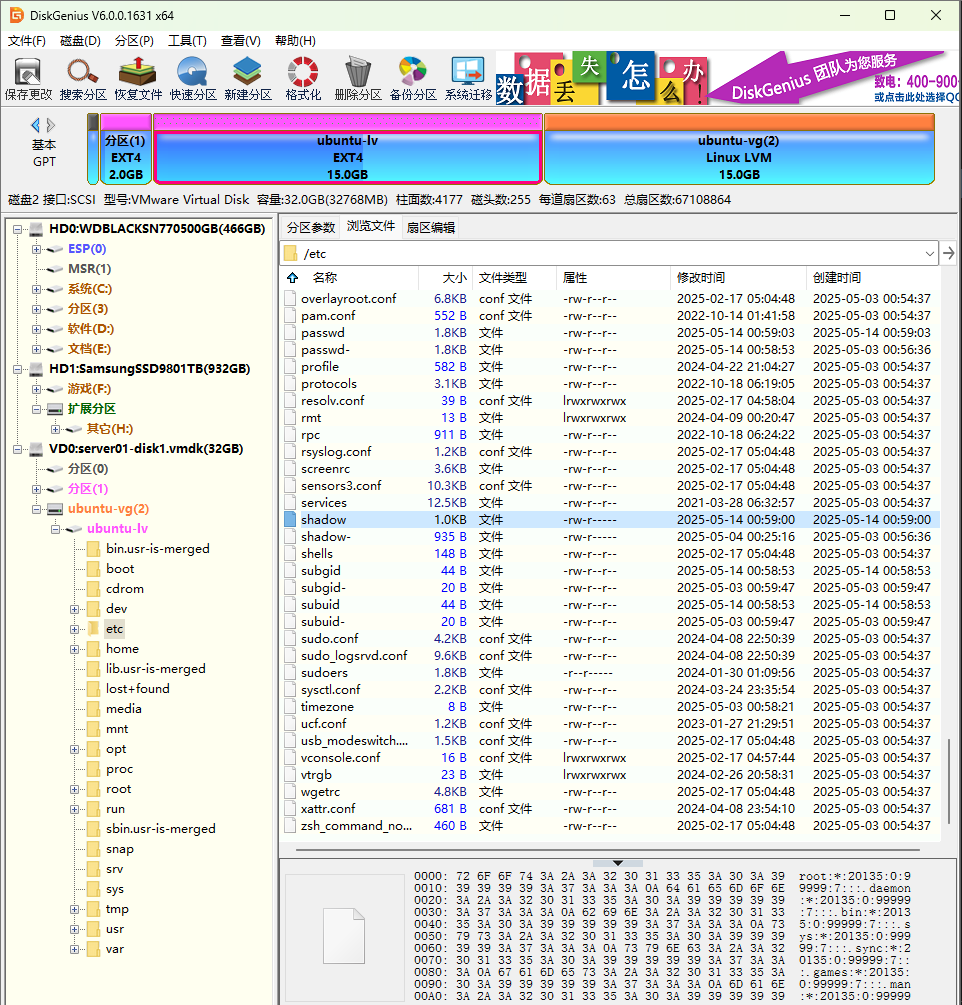 DiskGenius V6.0.0.1631 x64
文件(F) 磁盘(D) 分区(P) 工具(T) 查看(V) 帮助(H)
保存更改 搜索分区 恢复文件 快速分区 新建分区 格式化 删除分区 备份分区 系统迁移
数据丢失怎么办!
DiskGenius 团队为您服务
致电: 400-900
或点击此处选择QQ
基本
GPT
分区(1)
EXT4
2.0GB
ubuntu-lv
EXT4
15.0GB
ubuntu-vg(2)
Linux LVM
15.0GB
磁盘2 接口:SCSI 型号:VMware Virtual Disk 容量:32.0GB(32768MB) 柱面数:4177 磁头数:255 每道扇区数:63 总扇区数:67108864
HD0:WDBLACKSN770500GB(466GB)
ESP(0)
MSR(1)
系统(C:)
分区(3)
软件(D:)
文档(E:)
HD1:SamsungSSD9801TB(932GB)
游戏(F:)
扩展分区
其它(H:)
VD0:server01-disk1.vmdk(32GB)
分区(0)
分区(1)
ubuntu-vg(2)
ubuntu-lv
bin.usr-is-merged
boot
cdrom
dev
etc
home
lib.usr-is-merged
lost+found
media
mnt
opt
proc
root
run
sbin.usr-is-merged
snap
srv
sys
tmp
usr
var
分区参数 浏览文件 扇区编辑
/etc
名称 大小 文件类型 属性 修改时间 创建时间
overlayroot.conf 6.8KB conf 文件 -rw-r--r-- 2025-02-17 05:04:48 2025-05-03 00:54:37
pam.conf 552 B conf 文件 -rw-r--r-- 2022-10-14 01:41:58 2025-05-03 00:54:37
passwd 1.8KB 文件 -rw-r--r-- 2025-05-14 00:59:03 2025-05-14 00:59:03
passwd- 1.8KB 文件 -rw-r--r-- 2025-05-14 00:58:53 2025-05-03 00:56:36
profile 582 B 文件 -rw-r--r-- 2024-04-22 21:04:27 2025-05-03 00:54:37
protocols 3.1KB 文件 -rw-r--r-- 2022-10-18 06:19:05 2025-05-03 00:54:37
resolv.conf 39 B conf 文件 lrwxrwxrwx 2025-02-17 04:58:04 2025-05-03 00:54:37
rmt 13 B 文件 lrwxrwxrwx 2024-04-09 00:20:47 2025-05-03 00:54:37
rpc 911 B 文件 -rw-r--r-- 2022-10-18 06:24:22 2025-05-03 00:54:37
rsyslog.conf 1.2KB conf 文件 -rw-r--r-- 2025-02-17 05:04:48 2025-05-03 00:54:37
screenrc 3.6KB 文件 -rw-r--r-- 2025-02-17 05:04:48 2025-05-03 00:54:37
sensors3.conf 10.3KB conf 文件 -rw-r--r-- 2025-02-17 05:04:48 2025-05-03 00:54:37
services 12.5KB 文件 -rw-r--r-- 2021-03-28 06:32:57 2025-05-03 00:54:37
shadow 1.0KB 文件 -rw-r----- 2025-05-14 00:59:00 2025-05-14 00:59:00
shadow- 935 B 文件 -rw-r----- 2025-05-04 00:25:16 2025-05-03 00:56:36
shells 148 B 文件 -rw-r--r-- 2025-02-17 05:04:48 2025-05-03 00:54:37
subgid 44 B 文件 -rw-r--r-- 2025-05-14 00:58:53 2025-05-14 00:58:53
subgid- 20 B 文件 -rw-r--r-- 2025-05-03 00:59:47 2025-05-03 00:59:47
subuid 44 B 文件 -rw-r--r-- 2025-05-14 00:58:53 2025-05-14 00:58:53
subuid- 20 B 文件 -rw-r--r-- 2025-05-03 00:59:47 2025-05-03 00:59:47
sudo.conf 4.2KB conf 文件 -rw-r--r-- 2024-04-08 22:50:39 2025-05-03 00:54:37
sudo_logsrvd.conf 9.6KB conf 文件 -rw-r--r-- 2024-04-08 22:50:39 2025-05-03 00:54:37
sudoers 1.8KB 文件 -r--r----- 2024-01-30 01:09:56 2025-05-03 00:54:37
sysctl.conf 2.2KB conf 文件 -rw-r--r-- 2024-03-24 23:35:54 2025-05-03 00:54:37
timezone 8 B 文件 -rw-r--r-- 2025-05-03 00:58:21 2025-05-03 00:54:37
ucf.conf 1.2KB conf 文件 -rw-r--r-- 2023-01-27 21:29:51 2025-05-03 00:54:37
usb_modeswitch.... 1.5KB conf 文件 -rw-r--r-- 2025-02-17 05:04:48 2025-05-03 00:54:37
vconsole.conf 16 B conf 文件 lrwxrwxrwx 2025-02-17 04:57:44 2025-05-03 00:54:37
vtrgb 23 B 文件 lrwxrwxrwx 2024-02-26 20:58:31 2025-05-03 00:54:37
wgetrc 4.8KB 文件 -rw-r--r-- 2025-02-17 05:04:48 2025-05-03 00:54:37
xattr.conf 681 B conf 文件 -rw-r--r-- 2024-04-08 23:54:10 2025-05-03 00:54:37
zsh_command_no... 460 B 文件 -rw-r--r-- 2025-02-17 05:04:48 2025-05-03 00:54:37
0000: 72 6F 6F 74 3A 2A 3A 32 30 31 33 35 3A 30 3A 39 root:*:20135:0:9
0010: 39 39 39 39 3A 37 3A 3A 3A 0A 64 61 65 6D 6F 6E 9999:7:::.daemon
0020: 3A 2A 3A 32 30 31 33 35 3A 30 3A 39 39 39 39 39 :*:20135:0:99999
0030: 3A 37 3A 3A 3A 0A 62 69 6E 3A 2A 3A 32 30 31 33 :7:::.bin:*:2013
0040: 35 3A 30 3A 39 39 39 39 39 3A 37 3A 3A 3A 0A 73 5:0:99999:7:::.s
0050: 79 73 3A 2A 3A 32 30 31 33 35 3A 30 3A 39 39 39 ys:*:20135:0:999
0060: 39 39 3A 37 3A 3A 3A 0A 73 79 6E 63 3A 2A 3A 32 99:7:::.sync:*:2
0070: 30 31 33 35 3A 30 3A 39 39 39 39 39 3A 37 3A 3A 0135:0:99999:7::
0080: 3A 0A 67 61 6D 65 73 3A 2A 3A 32 30 31 33 35 3A :.games:*:20135:
0090: 30 3A 39 39 39 39 39 3A 37 3A 3A 3A 0A 6D 61 6E 0:99999:7:::.man
00A0: 3A 2A 3A 32 30 31 33 35 3A 30 3A 39 39 39 39 39 :*:20135:0:99999